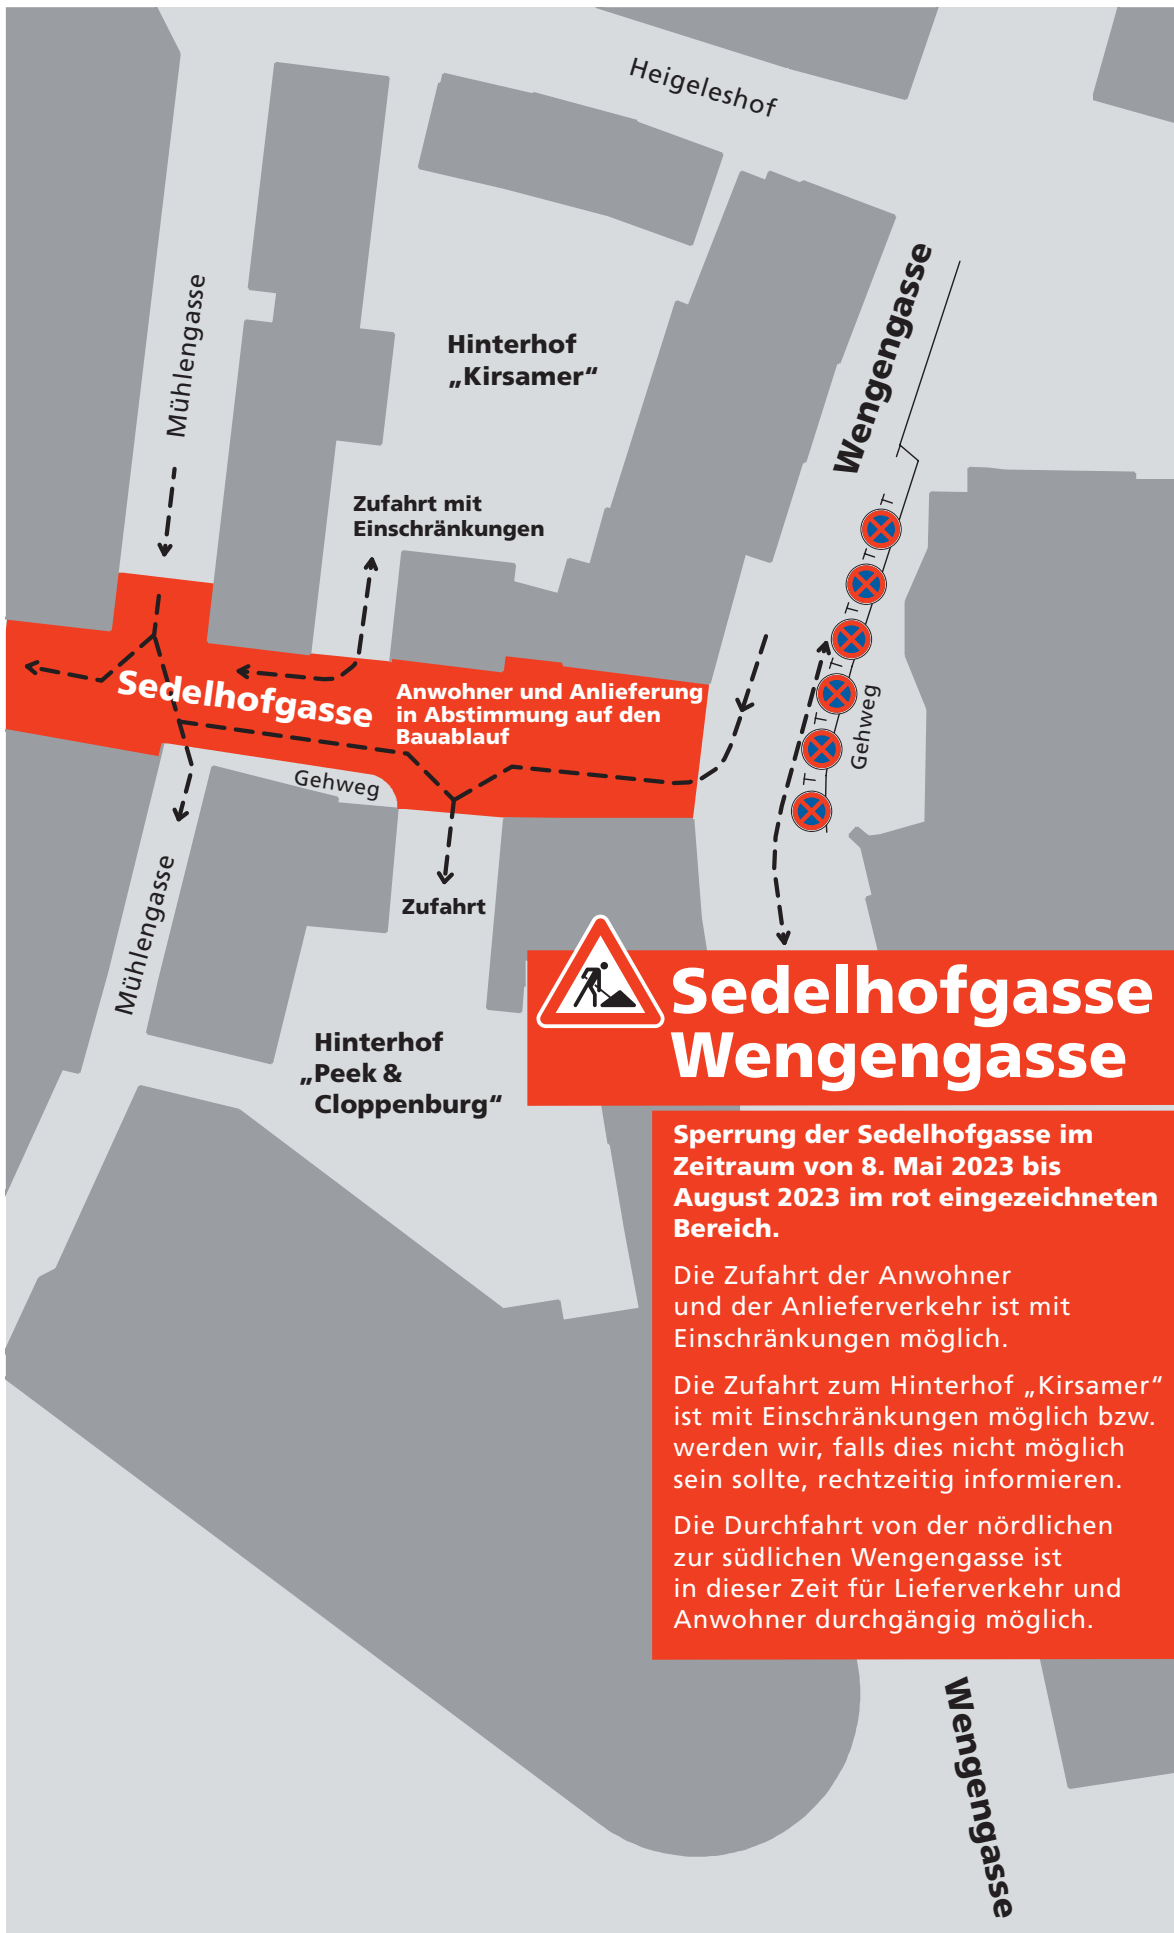 Heigeleshof
Wengengasse
Mühlengasse
Hinterhof
„Kirsamer“
Zufahrt mit
Einschränkungen
T
T
T
T
T
T
Gehweg
Sedelhofgasse
Anwohner und Anlieferung
in Abstimmung auf den
Bauablauf
Gehweg
Mühlengasse
Zufahrt
Hinterhof
„Peek &
Cloppenburg“
Sedelhofgasse
Wengengasse
Sperrung der Sedelhofgasse im
Zeitraum von 8. Mai 2023 bis
August 2023 im rot eingezeichneten
Bereich.
Die Zufahrt der Anwohner
und der Anlieferverkehr ist mit
Einschränkungen möglich.
Die Zufahrt zum Hinterhof „Kirsamer“
ist mit Einschränkungen möglich bzw.
werden wir, falls dies nicht möglich
sein sollte, rechtzeitig informieren.
Die Durchfahrt von der nördlichen
zur südlichen Wengengasse ist
in dieser Zeit für Lieferverkehr und
Anwohner durchgängig möglich.
Wengengasse